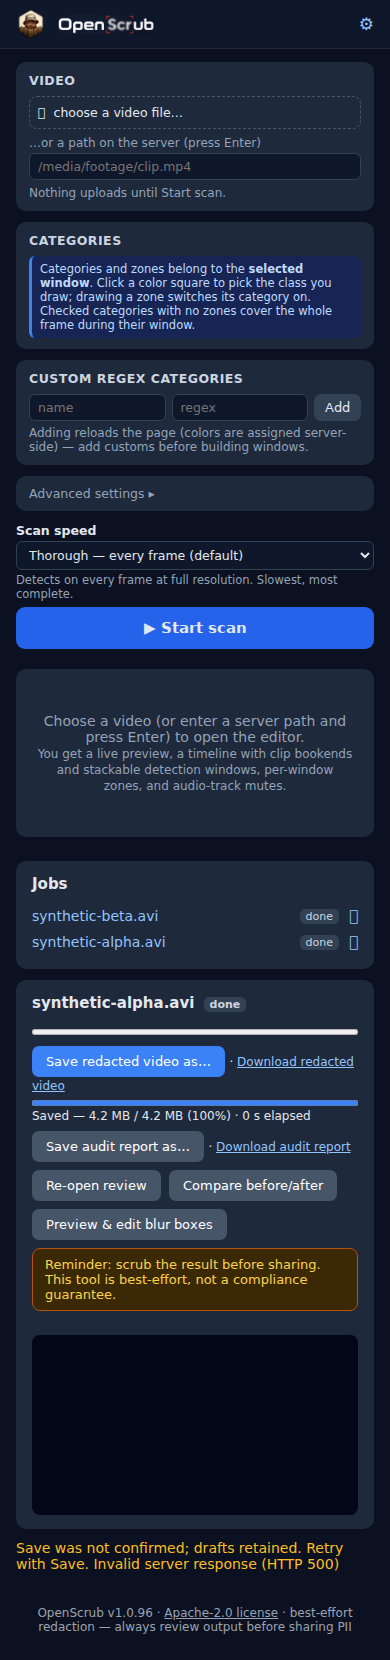 OpenScrub
VIDEO
choose a video file...
...or a path on the server (press Enter)
/media/footage/clip.mp4
Nothing uploads until Start scan.
CATEGORIES
Categories and zones belong to the selected
window. Click a color square to pick the class you
draw; drawing a zone switches its category on.
Checked categories with no zones cover the whole
frame during their window.
CUSTOM REGEX CATEGORIES
name regex Add
Adding reloads the page (colors are assigned server-
side) — add customs before building windows.
Advanced settings ▸
Scan speed
Thorough — every frame (default)
Detects on every frame at full resolution. Slowest, most
complete.
▶ Start scan
Choose a video (or enter a server path and
press Enter) to open the editor.
You get a live preview, a timeline with clip bookends
and stackable detection windows, per-window
zones, and audio-track mutes.
Jobs
synthetic-beta.avi done
synthetic-alpha.avi done
synthetic-alpha.avi done
Save redacted video as... · Download redacted
video
Saved — 4.2 MB / 4.2 MB (100%) · 0 s elapsed
Save audit report as... · Download audit report
Re-open review Compare before/after
Preview & edit blur boxes
Reminder: scrub the result before sharing.
This tool is best-effort, not a compliance
guarantee.
Save was not confirmed; drafts retained. Retry
with Save. Invalid server response (HTTP 500)
OpenScrub v1.0.96 · Apache-2.0 license · best-effort
redaction — always review output before sharing PII